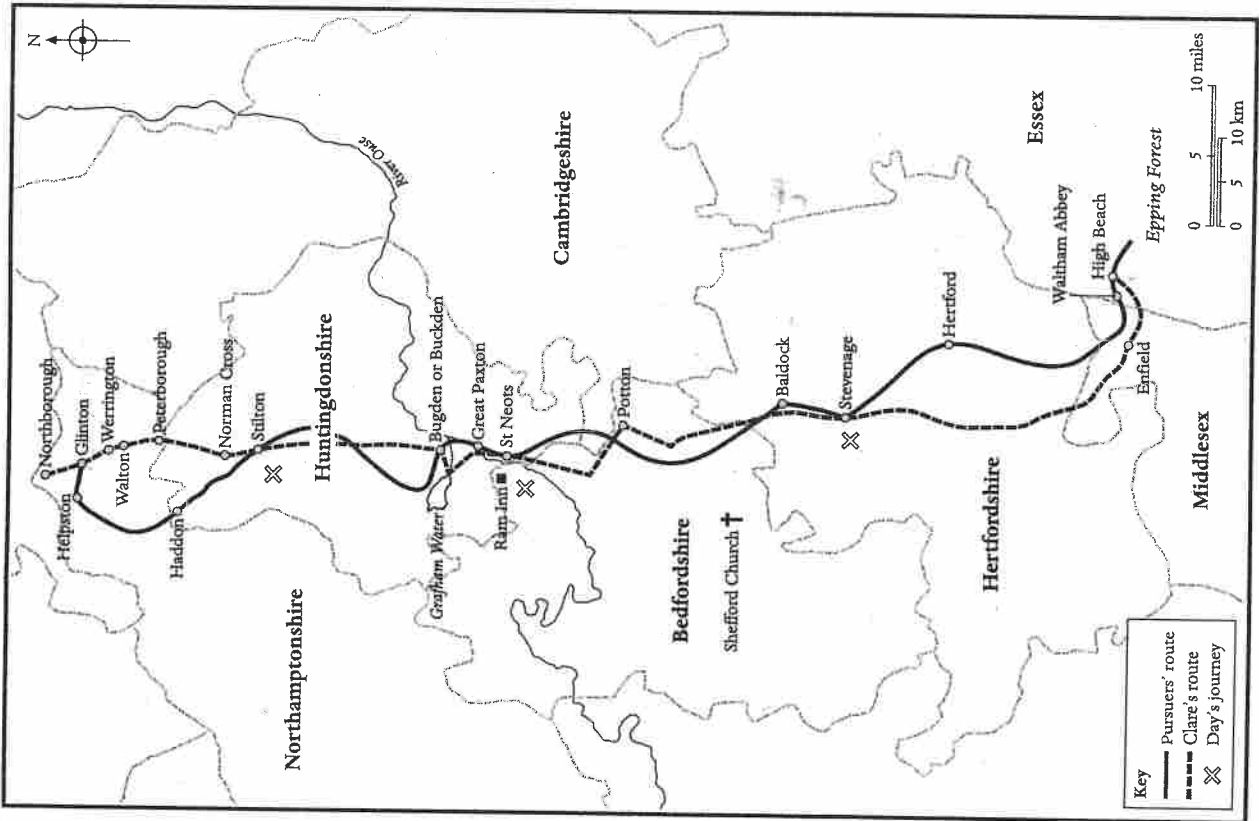 N
Northborough
Glinton
Helpston
Werrington
Walton
Peterborough
Haddon
Norman Cross
Stilton
Northamptonshire
Huntingdonshire
River Ouse
Cambridgeshire
Grafham Water
Bugden or Buckden
Great Paxton
St Neots
Ram Inn
Potton
Bedfordshire
Shefford Church
Baldock
Stevenage
Hertford
Hertfordshire
Essex
Waltham Abbey
High Beach
Epping Forest
Enfield
Middlesex
0 5 10 miles
0 5 10 km
Key
Pursuers' route
Clare's route
Day's journey